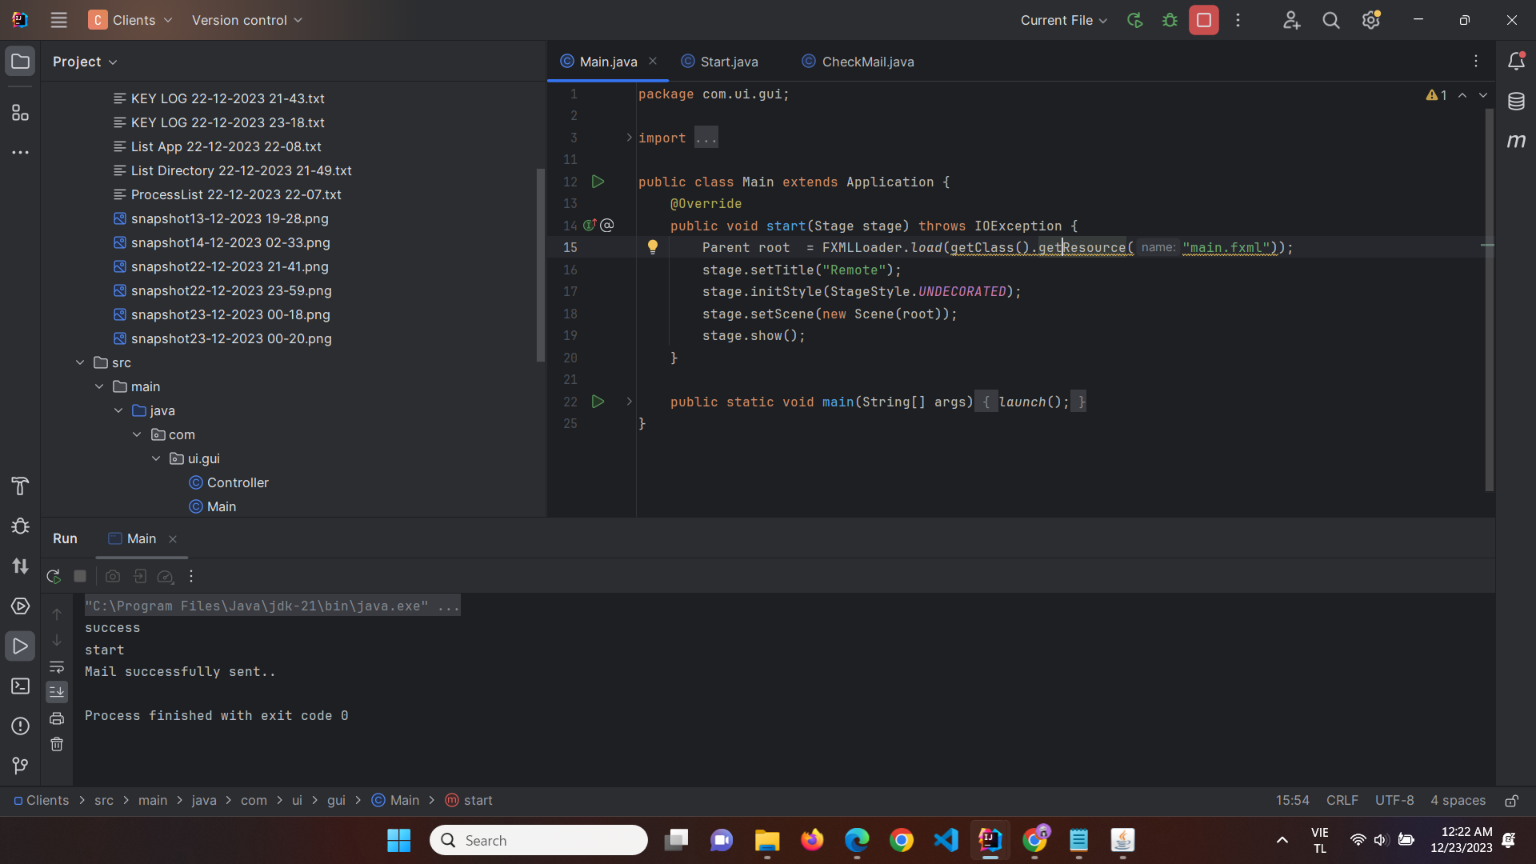 C Clients Version control Current File
Project
Main.java Start.java CheckMail.java
KEY LOG 22-12-2023 21-43.txt
KEY LOG 22-12-2023 23-18.txt
List App 22-12-2023 22-08.txt
List Directory 22-12-2023 21-49.txt
ProcessList 22-12-2023 22-07.txt
snapshot13-12-2023 19-28.png
snapshot14-12-2023 02-33.png
snapshot22-12-2023 21-41.png
snapshot22-12-2023 23-59.png
snapshot23-12-2023 00-18.png
snapshot23-12-2023 00-20.png
src
main
java
com
ui.gui
Controller
Main
1 package com.ui.gui;
2
3 import ...
11
12 public class Main extends Application {
13 @Override
14 public void start(Stage stage) throws IOException {
15 Parent root  = FXMLLoader.load(getClass().getResource( name: "main.fxml"));
16 stage.setTitle("Remote");
17 stage.initStyle(StageStyle.UNDECORATED);
18 stage.setScene(new Scene(root));
19 stage.show();
20 }
21
22 public static void main(String[] args) { launch(); }
25 }
1
m
Run Main
"C:\Program Files\Java\jdk-21\bin\java.exe" ...
success
start
Mail successfully sent..
Process finished with exit code 0
Clients > src > main > java > com > ui > gui > Main > start 15:54 CRLF UTF-8 4 spaces
Search
VIE
TL
12:22 AM
12/23/2023